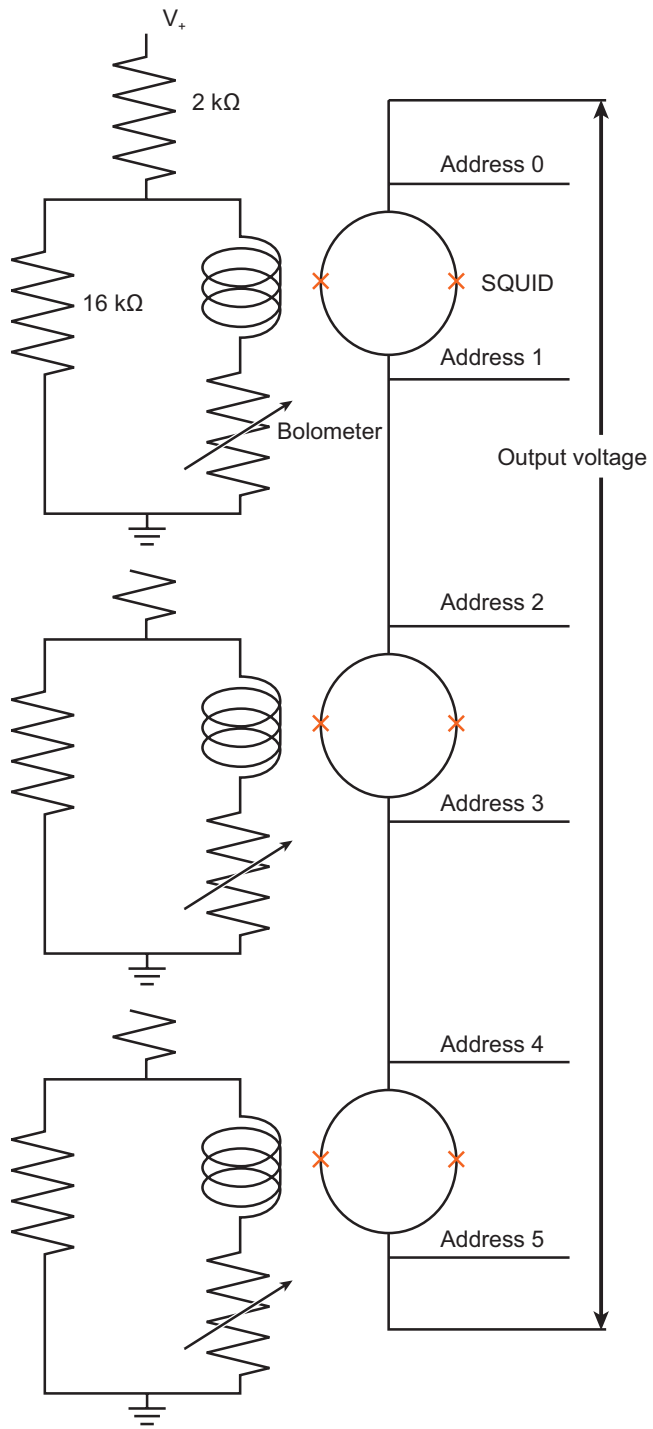 V+
2 kΩ
Address 0
16 kΩ
SQUID
Address 1
Bolometer
Output voltage
Address 2
Address 3
Address 4
Address 5